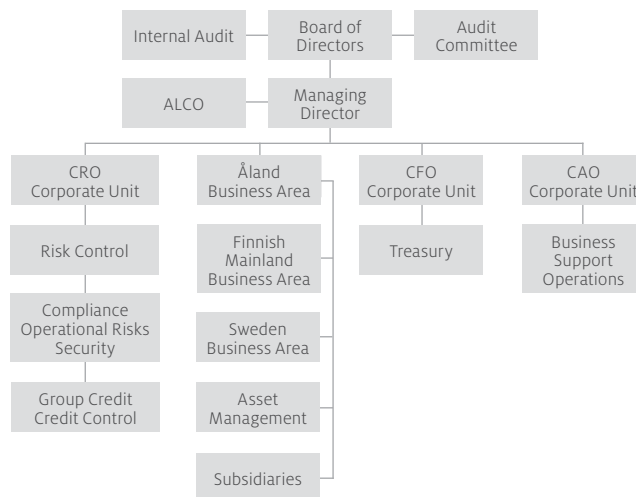 Internal Audit
Board of
Directors
Audit
Committee
ALCO
Managing
Director
CRO
Corporate Unit
Åland
Business Area
CFO
Corporate Unit
CAO
Corporate Unit
Risk Control
Finnish
Mainland
Business Area
Treasury
Business
Support
Operations
Compliance
Operational Risks
Security
Sweden
Business Area
Group Credit
Credit Control
Asset
Management
Subsidiaries